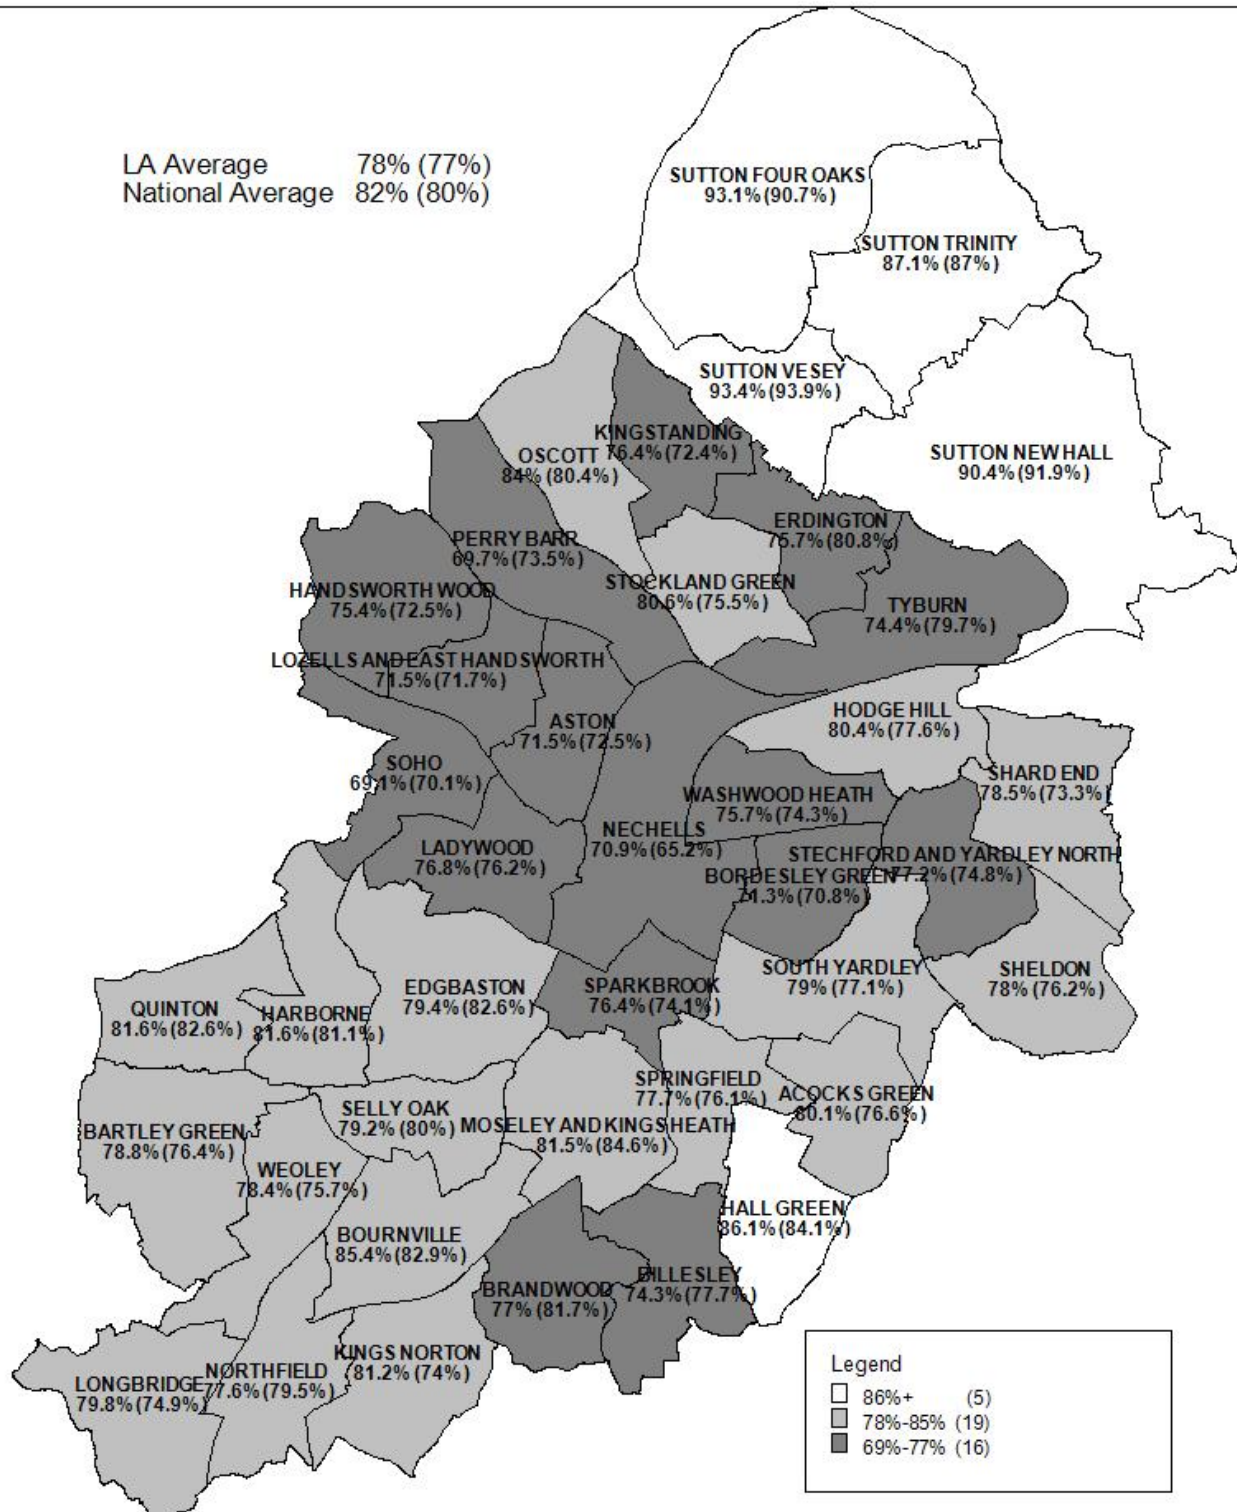 LA Average 78% (77%)
National Average 82% (80%)
SUTTON FOUR OAKS
93.1% (90.7%)
SUTTON TRINITY
87.1% (87%)
SUTTON VESEY
93.4% (93.9%)
SUTTON NEW HALL
90.4% (91.9%)
KINGSTANDING
76.4% (72.4%)
OSCOTT
84% (80.4%)
ERDINGTON
75.7% (80.8%)
PERRY BARR
69.7% (73.5%)
STOCKLAND GREEN
80.6% (75.5%)
HANDSWORTH WOOD
75.4% (72.5%)
TYBURN
74.4% (79.7%)
LOZELLS AND EAST HANDSWORTH
71.5% (71.7%)
HODGE HILL
80.4% (77.6%)
ASTON
71.5% (72.5%)
SOHO
69.1% (70.1%)
SHARD END
78.5% (73.3%)
WASHWOOD HEATH
75.7% (74.3%)
NECHELLS
70.9% (65.2%)
LADYWOOD
76.8% (76.2%)
STECHFORD AND YARDLEY NORTH
77.2% (74.8%)
BORDESLEY GREEN
71.3% (70.8%)
SOUTH YARDLEY
79% (77.1%)
SHELDON
78% (76.2%)
EDGBASTON
79.4% (82.6%)
SPARKBROOK
76.4% (74.1%)
QUINTON
81.6% (82.6%)
HARBORNE
81.6% (81.1%)
SPRINGFIELD
77.7% (76.1%)
ACOCKS GREEN
80.1% (76.6%)
SELLY OAK
79.2% (80%)
MOSELEY AND KINGS HEATH
81.5% (84.6%)
BARTLEY GREEN
78.8% (76.4%)
WEOLEY
78.4% (75.7%)
HALL GREEN
86.1% (84.1%)
BOURNVILLE
85.4% (82.9%)
BILLESLEY
74.3% (77.7%)
BRANDWOOD
77% (81.7%)
KINGS NORTON
81.2% (74%)
NORTHFIELD
77.6% (79.5%)
LONGBRIDGE
79.8% (74.9%)
Legend
86%+ (5)
78%-85% (19)
69%-77% (16)